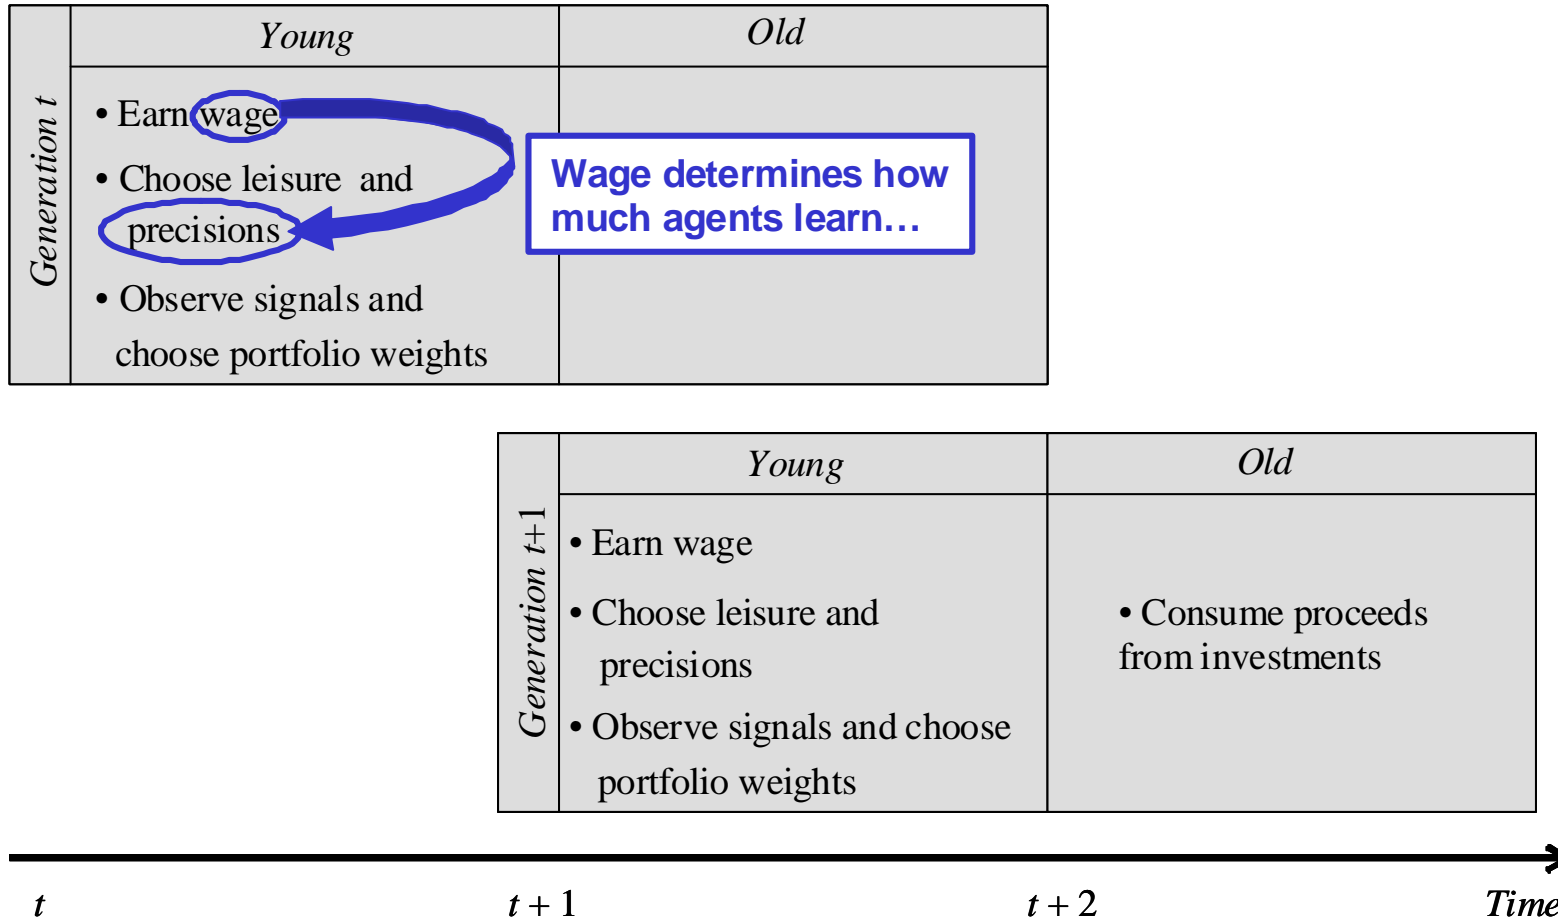 Young
Old
Generation t
• Earn wage
• Choose leisure and
precisions
• Observe signals and
choose portfolio weights
Wage determines how
much agents learn…
Young
Old
Generation t+1
• Earn wage
• Choose leisure and
precisions
• Observe signals and choose
portfolio weights
• Consume proceeds
from investments
t
t + 1
t + 2
Time